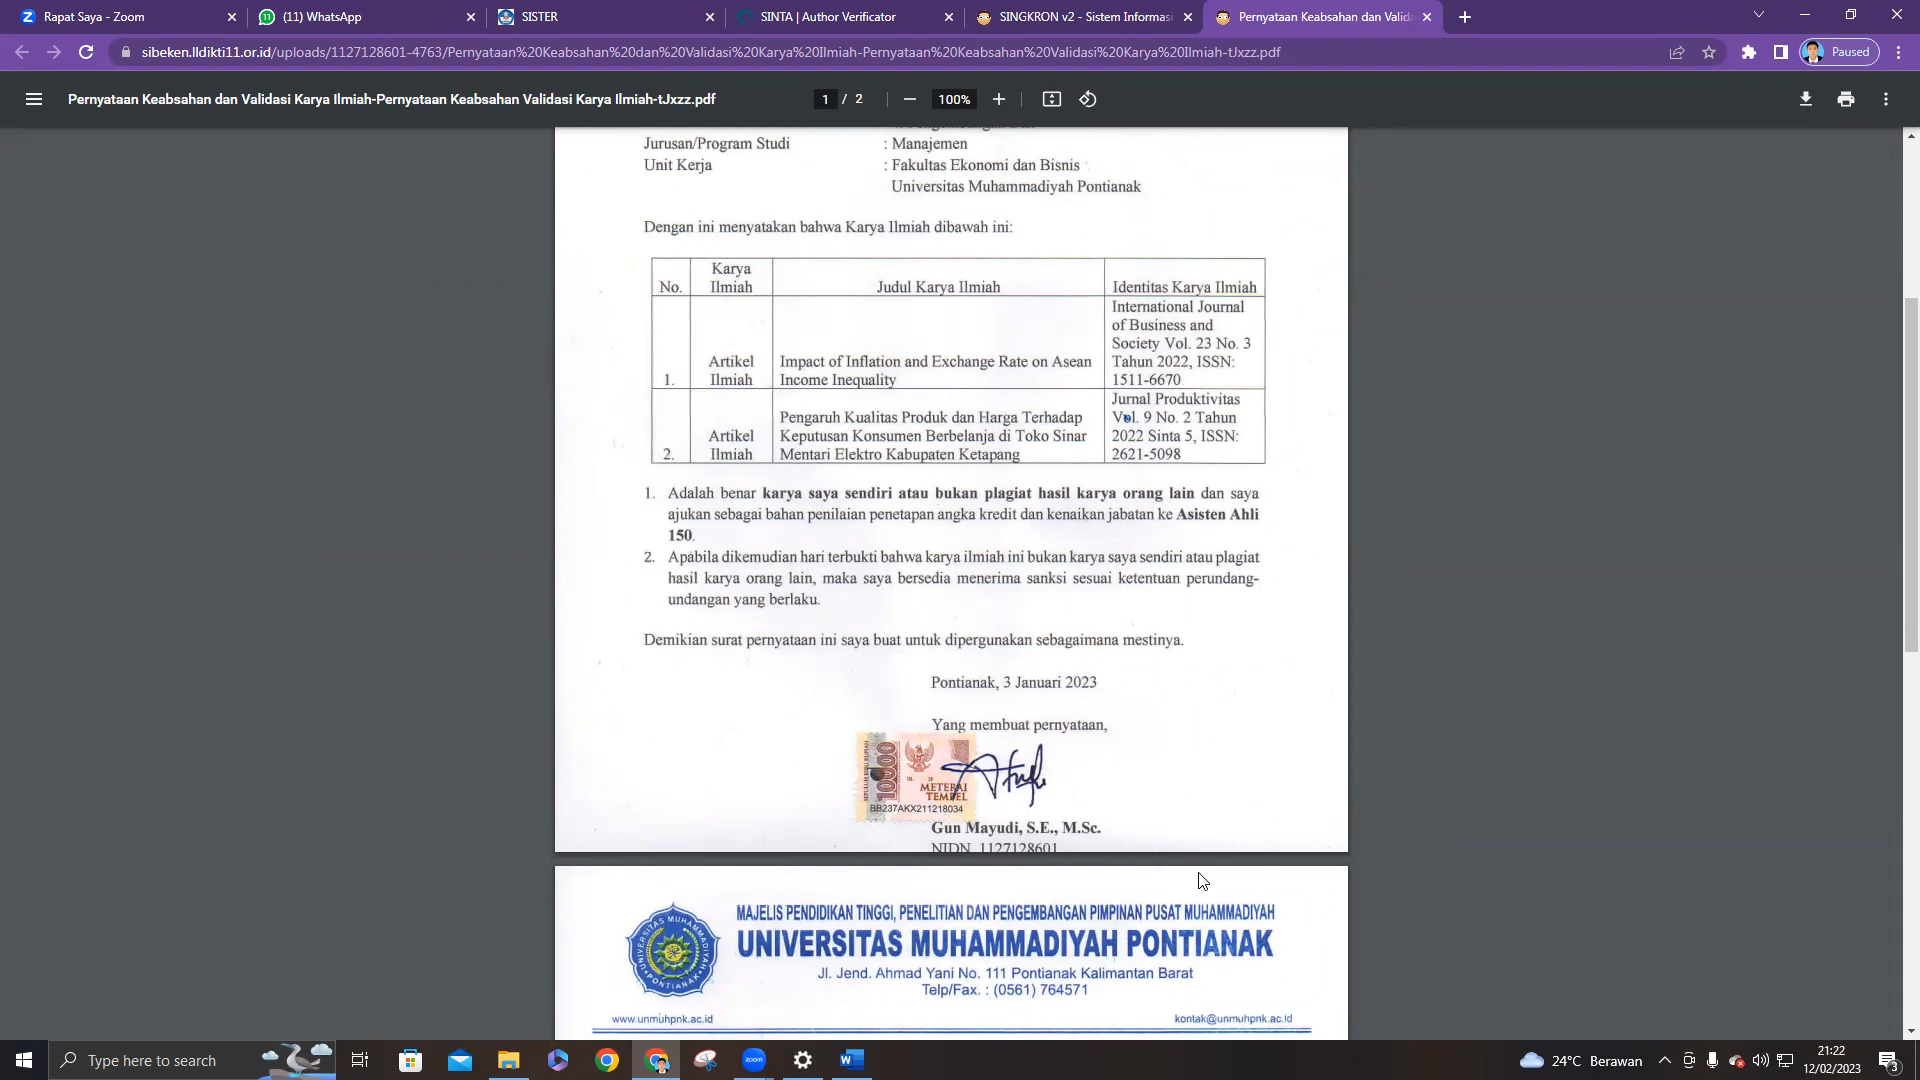 Rapat Saya - Zoom
(11) WhatsApp
SISTER
SINTA | Author Verificator
SINGKRON v2 - Sistem Informasi
Pernyataan Keabsahan dan Valida
sibeken.lldikti11.or.id/uploads/1127128601-4763/Pernyataan%20Keabsahan%20dan%20Validasi%20Karya%20Ilmiah-Pernyataan%20Keabsahan%20Validasi%20Karya%20Ilmiah-tJxzz.pdf
Paused
Pernyataan Keabsahan dan Validasi Karya Ilmiah-Pernyataan Keabsahan Validasi Karya Ilmiah-tJxzz.pdf
1 / 2
100%
Jurusan/Program Studi : Manajemen
Unit Kerja : Fakultas Ekonomi dan Bisnis
Universitas Muhammadiyah Pontianak
Dengan ini menyatakan bahwa Karya Ilmiah dibawah ini:
No.
Karya
Ilmiah
Judul Karya Ilmiah
Identitas Karya Ilmiah
1.
Artikel
Ilmiah
Impact of Inflation and Exchange Rate on Asean
Income Inequality
International Journal
of Business and
Society Vol. 23 No. 3
Tahun 2022, ISSN:
1511-6670
2.
Artikel
Ilmiah
Pengaruh Kualitas Produk dan Harga Terhadap
Keputusan Konsumen Berbelanja di Toko Sinar
Mentari Elektro Kabupaten Ketapang
Jurnal Produktivitas
Vol. 9 No. 2 Tahun
2022 Sinta 5, ISSN:
2621-5098
1. Adalah benar karya saya sendiri atau bukan plagiat hasil karya orang lain dan saya
ajukan sebagai bahan penilaian penetapan angka kredit dan kenaikan jabatan ke Asisten Ahli
150.
2. Apabila dikemudian hari terbukti bahwa karya ilmiah ini bukan karya saya sendiri atau plagiat
hasil karya orang lain, maka saya bersedia menerima sanksi sesuai ketentuan perundang-
undangan yang berlaku.
Demikian surat pernyataan ini saya buat untuk dipergunakan sebagaimana mestinya.
Pontianak, 3 Januari 2023
Yang membuat pernyataan,
10000
METERAI
TEMPEL
BB237AKX211218034
Gun Mayudi, S.E., M.Sc.
NIDN. 1127128601
UNIVERSITAS MUHAMMADIYAH
PONTIANAK
MAJELIS PENDIDIKAN TINGGI, PENELITIAN DAN PENGEMBANGAN PIMPINAN PUSAT MUHAMMADIYAH
UNIVERSITAS MUHAMMADIYAH PONTIANAK
Jl. Jend. Ahmad Yani No. 111 Pontianak Kalimantan Barat
Telp/Fax. : (0561) 764571
www.unmuhpnk.ac.id
kontak@unmuhpnk.ac.id
Type here to search
zoom
24°C Berawan
21:22
12/02/2023
3